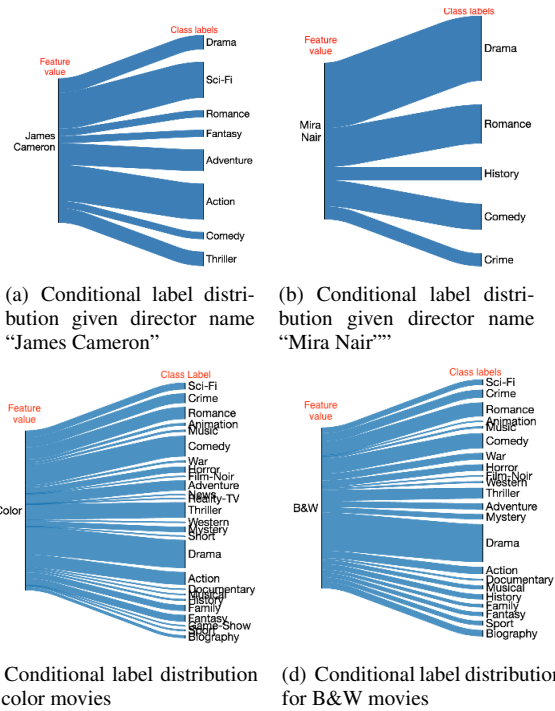 Class labels
Feature
value
Drama
Sci-Fi
Romance
James
Cameron
Fantasy
Adventure
Action
Comedy
Thriller
Class labels
Feature
value
Drama
Mira
Nair
Romance
History
Comedy
Crime
(a) Conditional label distri-
bution given director name
“James Cameron”
(b) Conditional label distri-
bution given director name
“Mira Nair””
Class Label
Feature
value
Sci-Fi
Crime
Romance
Animation
Music
Comedy
War
Horror
Film-Noir
Adventure
News
Reality-TV
Color
Thriller
Western
Mystery
Short
Drama
Action
Documentary
Musical
History
Family
Fantasy
Game-Show
Sport
Biography
Class labels
Feature
value
Sci-Fi
Crime
Romance
Animation
Music
Comedy
War
Horror
Film-Noir
Western
Thriller
B&W
Adventure
Mystery
Drama
Action
Documentary
Musical
History
Family
Fantasy
Sport
Biography
Conditional label distribution
color movies
(d) Conditional label distribution
for B&W movies